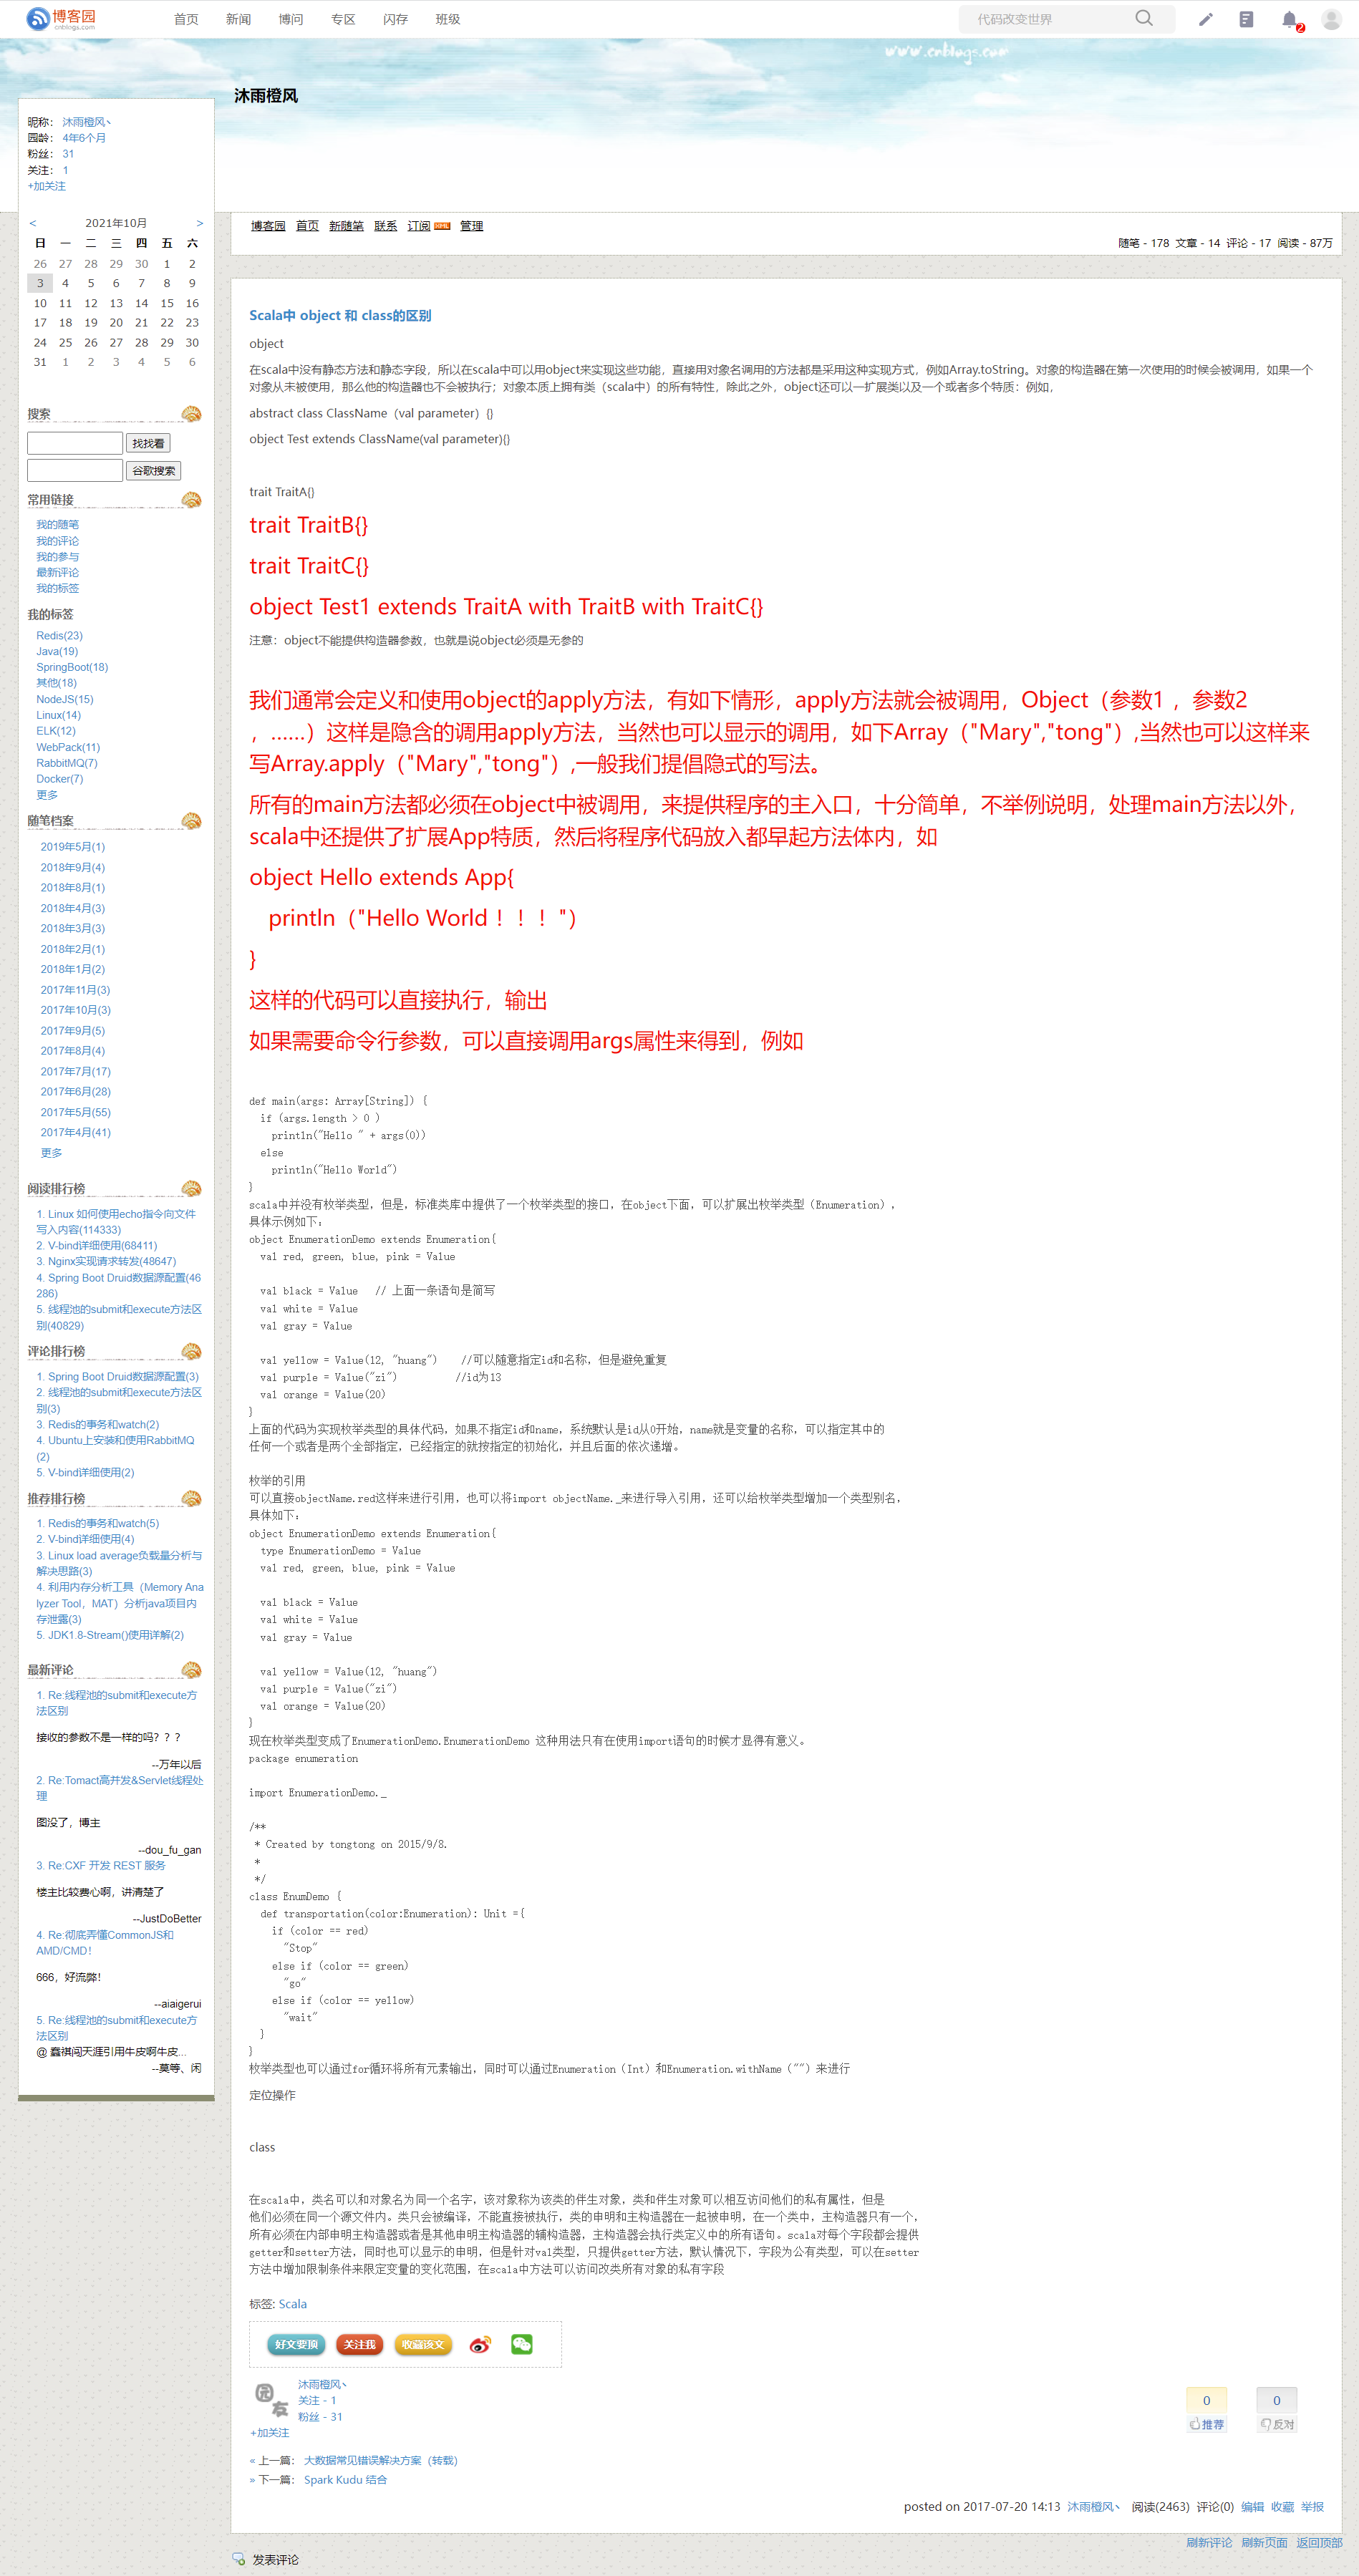 博客园
cnblogs.com
首页 新闻 博问 专区 闪存 班级
代码改变世界
2
www.cnblogs.com
沐雨橙风
昵称： 沐雨橙风丶
园龄： 4年6个月
粉丝： 31
关注： 1
+加关注
< 2021年10月 >
日 一 二 三 四 五 六
26 27 28 29 30 1 2
3 4 5 6 7 8 9
10 11 12 13 14 15 16
17 18 19 20 21 22 23
24 25 26 27 28 29 30
31 1 2 3 4 5 6
搜索
找找看
谷歌搜索
常用链接
我的随笔
我的评论
我的参与
最新评论
我的标签
我的标签
Redis(23)
Java(19)
SpringBoot(18)
其他(18)
NodeJS(15)
Linux(14)
ELK(12)
WebPack(11)
RabbitMQ(7)
Docker(7)
更多
随笔档案
2019年5月(1)
2018年9月(4)
2018年8月(1)
2018年4月(3)
2018年3月(3)
2018年2月(1)
2018年1月(2)
2017年11月(3)
2017年10月(3)
2017年9月(5)
2017年8月(4)
2017年7月(17)
2017年6月(28)
2017年5月(55)
2017年4月(41)
更多
阅读排行榜
1. Linux 如何使用echo指令向文件
写入内容(114333)
2. V-bind详细使用(68411)
3. Nginx实现请求转发(48647)
4. Spring Boot Druid数据源配置(46
286)
5. 线程池的submit和execute方法区
别(40829)
评论排行榜
1. Spring Boot Druid数据源配置(3)
2. 线程池的submit和execute方法区
别(3)
3. Redis的事务和watch(2)
4. Ubuntu上安装和使用RabbitMQ
(2)
5. V-bind详细使用(2)
推荐排行榜
1. Redis的事务和watch(5)
2. V-bind详细使用(4)
3. Linux load average负载量分析与
解决思路(3)
4. 利用内存分析工具（Memory Ana
lyzer Tool，MAT）分析java项目内
存泄露(3)
5. JDK1.8-Stream()使用详解(2)
最新评论
1. Re:线程池的submit和execute方
法区别
接收的参数不是一样的吗？？？
--万年以后
2. Re:Tomact高并发&Servlet线程处
理
图没了，博主
--dou_fu_gan
3. Re:CXF 开发 REST 服务
楼主比较费心啊，讲清楚了
--JustDoBetter
4. Re:彻底弄懂CommonJS和
AMD/CMD！
666，好流弊！
--aiaigerui
5. Re:线程池的submit和execute方
法区别
@ 蠢祺闯天涯引用牛皮啊牛皮...
--莫等、闲
博客园 首页 新随笔 联系 订阅 XML 管理
随笔 - 178 文章 - 14 评论 - 17 阅读 - 87万
Scala中 object 和 class的区别
object
在scala中没有静态方法和静态字段，所以在scala中可以用object来实现这些功能，直接用对象名调用的方法都是采用这种实现方式，例如Array.toString。对象的构造器在第一次使用的时候会被调用，如果一个
对象从未被使用，那么他的构造器也不会被执行；对象本质上拥有类（scala中）的所有特性，除此之外，object还可以一扩展类以及一个或者多个特质：例如，
abstract class ClassName（val parameter）{}
object Test extends ClassName(val parameter){}
trait TraitA{}
trait TraitB{}
trait TraitC{}
object Test1 extends TraitA with TraitB with TraitC{}
注意：object不能提供构造器参数，也就是说object必须是无参的
我们通常会定义和使用object的apply方法，有如下情形，apply方法就会被调用，Object（参数1 ，参数2
，......）这样是隐含的调用apply方法，当然也可以显示的调用，如下Array（"Mary","tong"）,当然也可以这样来
写Array.apply（"Mary","tong"）,一般我们提倡隐式的写法。
所有的main方法都必须在object中被调用，来提供程序的主入口，十分简单，不举例说明，处理main方法以外，
scala中还提供了扩展App特质，然后将程序代码放入都早起方法体内，如
object Hello extends App{
println（"Hello World ！！！ "）
}
这样的代码可以直接执行，输出
如果需要命令行参数，可以直接调用args属性来得到，例如
def main(args: Array[String]) {
if (args.length > 0 )
println("Hello " + args(0))
else
println("Hello World")
}
scala中并没有枚举类型，但是，标准类库中提供了一个枚举类型的接口，在object下面，可以扩展出枚举类型（Enumeration），
具体示例如下：
object EnumerationDemo extends Enumeration{
val red, green, blue, pink = Value
val black = Value // 上面一条语句是简写
val white = Value
val gray = Value
val yellow = Value(12, "huang") //可以随意指定id和名称，但是避免重复
val purple = Value("zi") //id为13
val orange = Value(20)
}
上面的代码为实现枚举类型的具体代码，如果不指定id和name，系统默认是id从0开始，name就是变量的名称，可以指定其中的
任何一个或者是两个全部指定，已经指定的就按指定的初始化，并且后面的依次递增。
枚举的引用
可以直接objectName.red这样来进行引用，也可以将import objectName._来进行导入引用，还可以给枚举类型增加一个类型别名，
具体如下：
object EnumerationDemo extends Enumeration{
type EnumerationDemo = Value
val red, green, blue, pink = Value
val black = Value
val white = Value
val gray = Value
val yellow = Value(12, "huang")
val purple = Value("zi")
val orange = Value(20)
}
现在枚举类型变成了EnumerationDemo.EnumerationDemo 这种用法只有在使用import语句的时候才显得有意义。
package enumeration
import EnumerationDemo._
/**
* Created by tongtong on 2015/9/8.
*
*/
class EnumDemo {
def transportation(color:Enumeration): Unit ={
if (color == red)
"Stop"
else if (color == green)
"go"
else if (color == yellow)
"wait"
}
}
枚举类型也可以通过for循环将所有元素输出，同时可以通过Enumeration（Int）和Enumeration.withName（""）来进行
定位操作
class
在scala中，类名可以和对象名为同一个名字，该对象称为该类的伴生对象，类和伴生对象可以相互访问他们的私有属性，但是
他们必须在同一个源文件内。类只会被编译，不能直接被执行，类的申明和主构造器在一起被申明，在一个类中，主构造器只有一个，
所有必须在内部申明主构造器或者是其他申明主构造器的辅构造器，主构造器会执行类定义中的所有语句。scala对每个字段都会提供
getter和setter方法，同时也可以显示的申明，但是针对val类型，只提供getter方法，默认情况下，字段为公有类型，可以在setter
方法中增加限制条件来限定变量的变化范围，在scala中方法可以访问改类所有对象的私有字段
标签: Scala
好文要顶 关注我 收藏该文
园友
沐雨橙风丶
关注 - 1
粉丝 - 31
+加关注
0 0
推荐 反对
« 上一篇： 大数据常见错误解决方案（转载）
» 下一篇： Spark Kudu 结合
posted on 2017-07-20 14:13 沐雨橙风丶 阅读(2463) 评论(0) 编辑 收藏 举报
刷新评论 刷新页面 返回顶部
发表评论